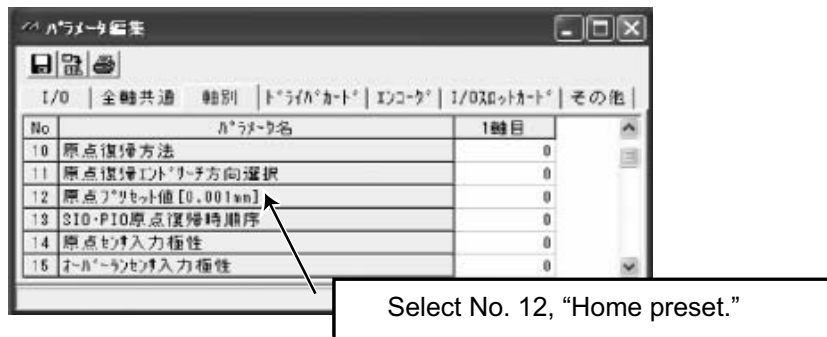 パラメータ編集
I/O 全軸共通 軸別 ドライバカード エンコーダ I/Oスロットカード その他
No パラメータ名 1軸目
10 原点復帰方法 0
11 原点復帰エンドサーチ方向選択 0
12 原点プリセット値[0.001mm] 0
13 SIO・PIO原点復帰時順序 0
14 原点センサ入力極性 0
15 オーバーランセンサ入力極性 0
Select No. 12, “Home preset.”